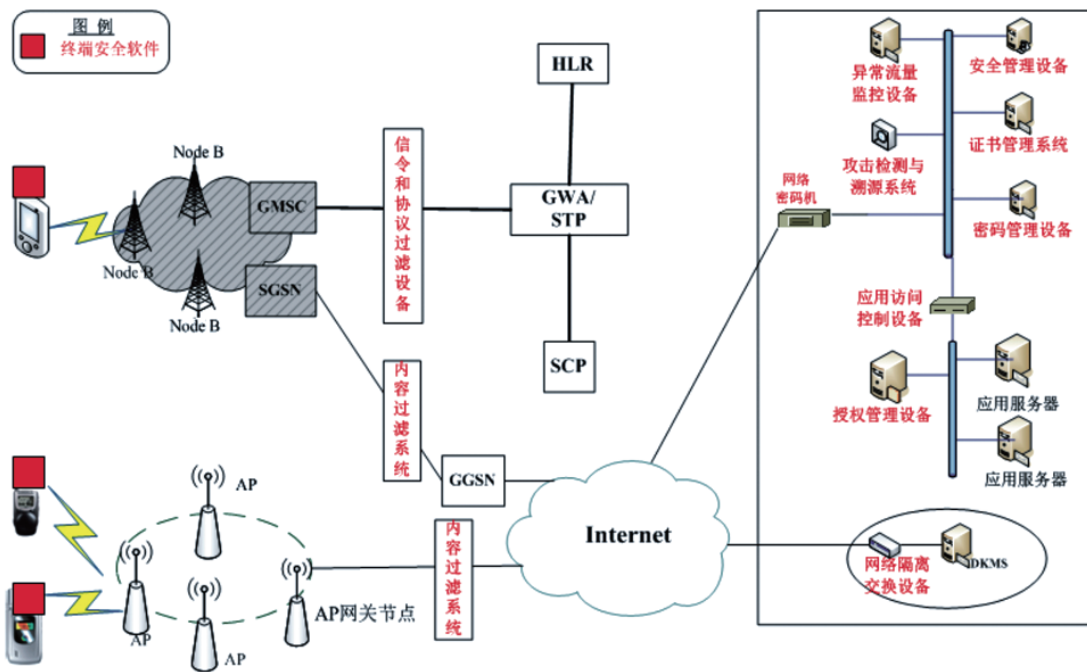 图 例
终端安全软件
Node B
Node B
Node B
GMSC
SGSN
信令和协议过滤设备
HLR
GWA/
STP
SCP
内容过滤系统
GGSN
Internet
AP
AP
AP
AP网关节点
内容过滤系统
网络
密码机
异常流量
监控设备
安全管理设备
攻击检测与
溯源系统
证书管理系统
密码管理设备
应用访问
控制设备
授权管理设备
应用服务器
应用服务器
网络隔离
交换设备
DKMS